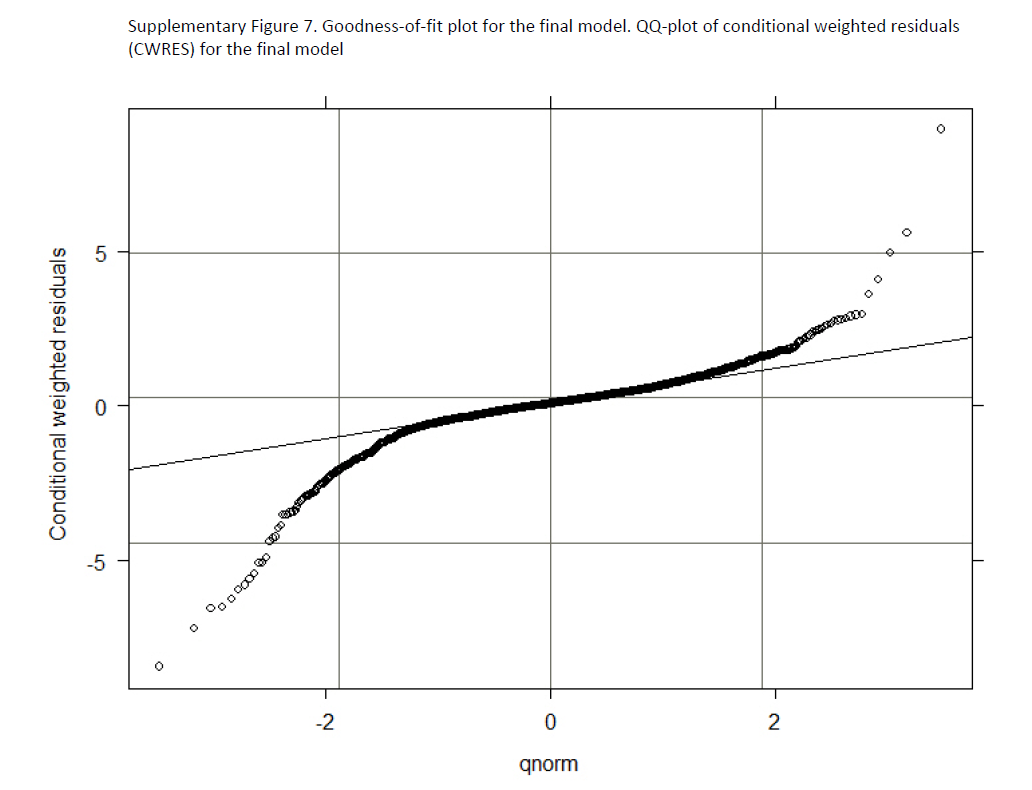 Supplementary Figure 7. Goodness-of-fit plot for the final model. QQ-plot of conditional weighted residuals
(CWRES) for the final model
5
0
-5
Conditional weighted residuals
-2
0
2
qnorm